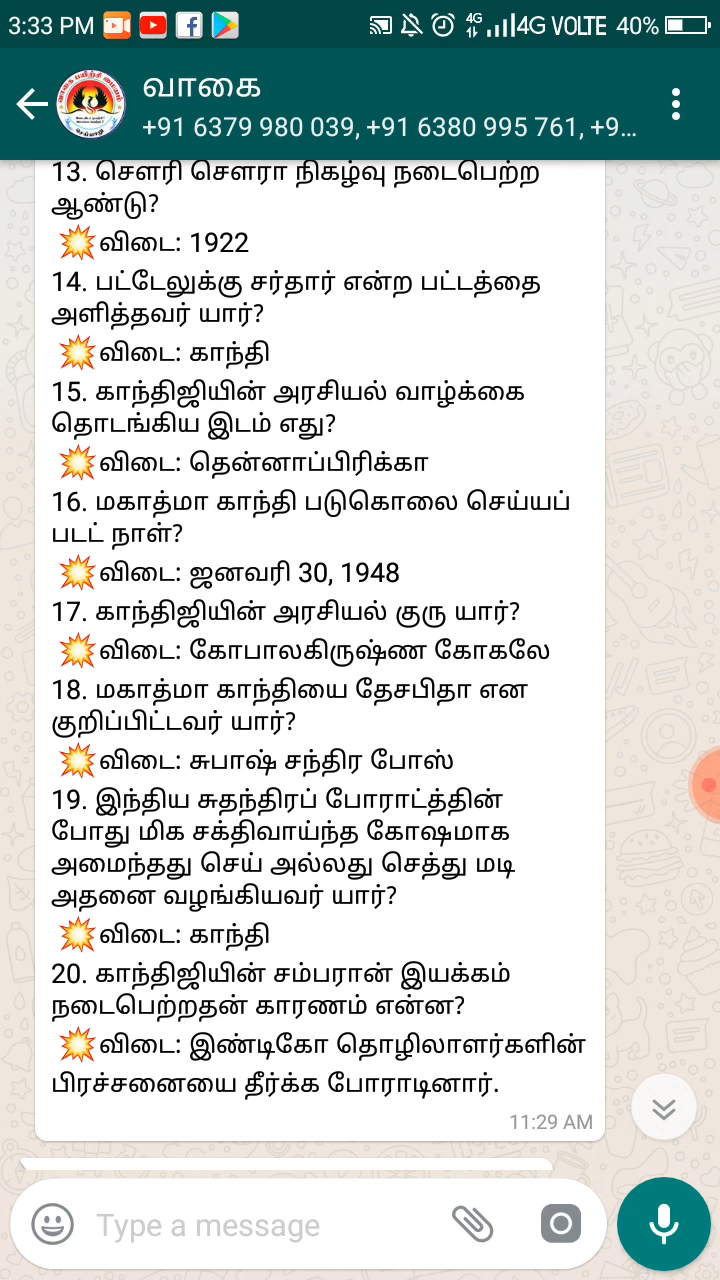 3:33 PM 4G 4G VOLTE 40%
வாகை
+91 6379 980 039, +91 6380 995 761, +9...
13. சௌரி சௌரா நிகழ்வு நடைபெற்ற
ஆண்டு?
💥விடை: 1922
14. பட்டேலுக்கு சர்தார் என்ற பட்டத்தை
அளித்தவர் யார்?
💥விடை: காந்தி
15. காந்திஜியின் அரசியல் வாழ்க்கை
தொடங்கிய இடம் எது?
💥விடை: தென்னாப்பிரிக்கா
16. மகாத்மா காந்தி படுகொலை செய்யப்
படட் நாள்?
💥விடை: ஜனவரி 30, 1948
17. காந்திஜியின் அரசியல் குரு யார்?
💥விடை: கோபாலகிருஷ்ண கோகலே
18. மகாத்மா காந்தியை தேசபிதா என
குறிப்பிட்டவர் யார்?
💥விடை: சுபாஷ் சந்திர போஸ்
19. இந்திய சுதந்திரப் போராட்த்தின்
போது மிக சக்திவாய்ந்த கோஷமாக
அமைந்தது செய் அல்லது செத்து மடி
அதனை வழங்கியவர் யார்?
💥விடை: காந்தி
20. காந்திஜியின் சம்பரான் இயக்கம்
நடைபெற்றதன் காரணம் என்ன?
💥விடை: இண்டிகோ தொழிலாளர்களின்
பிரச்சனையை தீர்க்க போராடினார்.
11:29 AM
Type a message